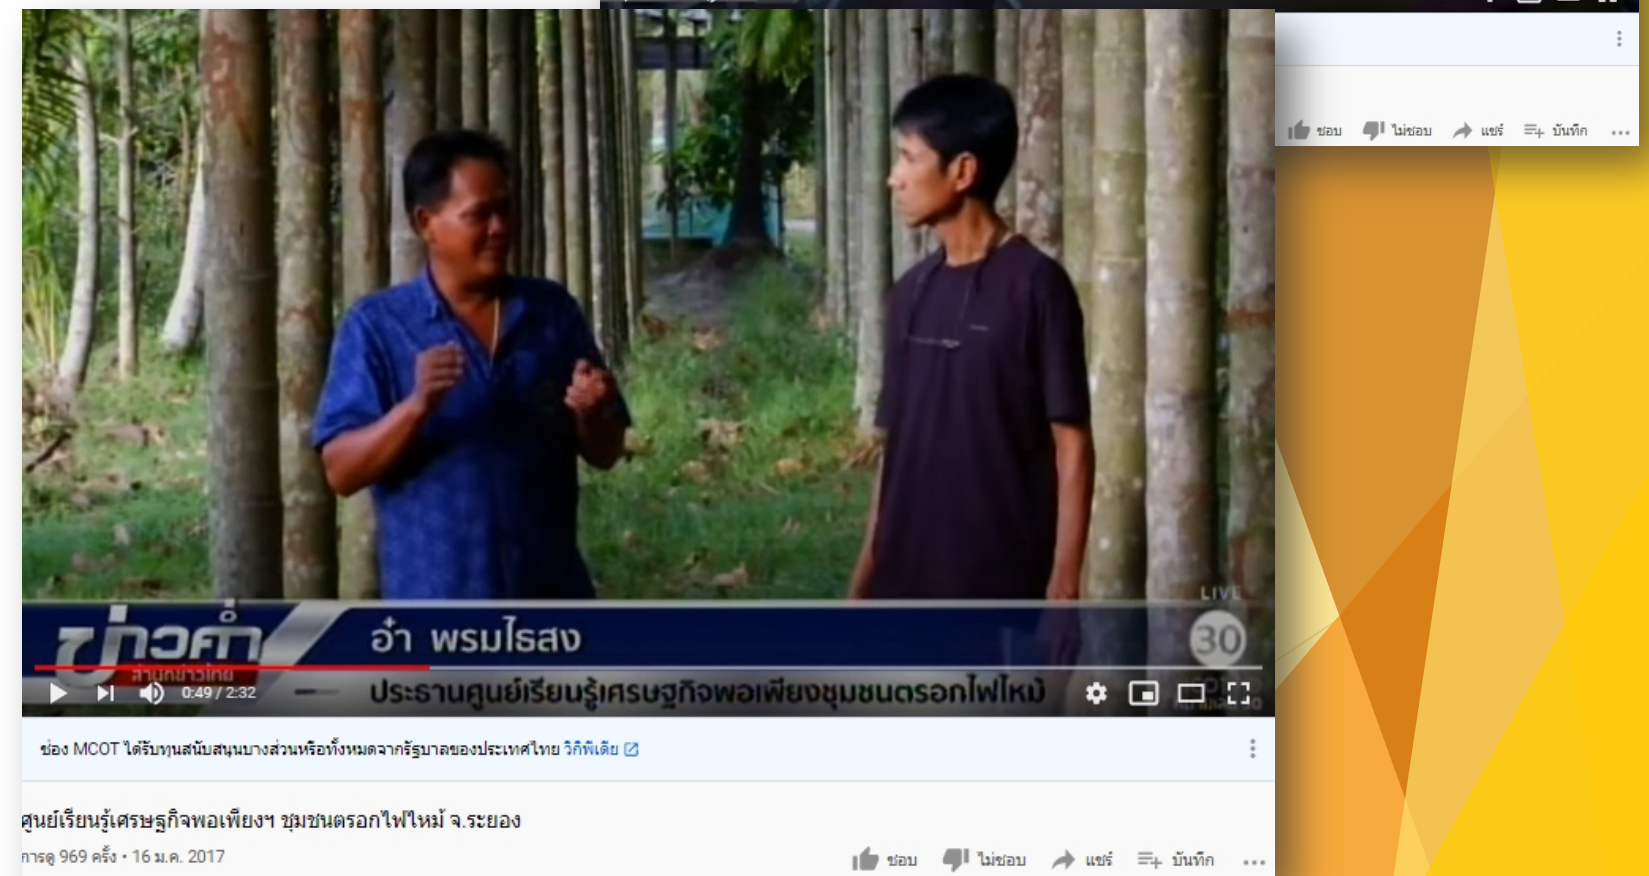 ชอบ ไม่ชอบ แชร์ บันทึก
LIVE
ข่าวค่ำ
สำนักข่าวไทย
อ๋ำ พรมไธสง
30
0:49 / 2:32
ประธานศูนย์เรียนรู้เศรษฐกิจพอเพียงชุมชนตรอกไฟไหม้
ช่อง MCOT ได้รับทุนสนับสนุนบางส่วนหรือทั้งหมดจากรัฐบาลของประเทศไทย วิกิพีเดีย
ศูนย์เรียนรู้เศรษฐกิจพอเพียงฯ ชุมชนตรอกไฟไหม้ จ.ระยอง
การดู 969 ครั้ง • 16 ม.ค. 2017
ชอบ ไม่ชอบ แชร์ บันทึก